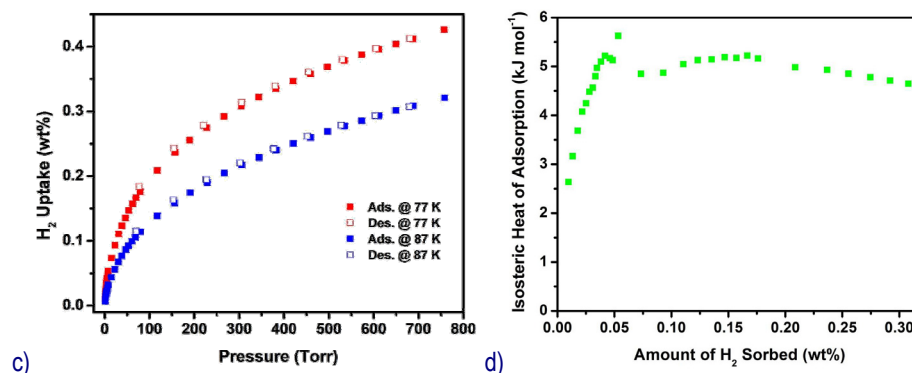 H2 Uptake (wt%)
0.4
0.3
0.2
0.1
0.0
Ads. @ 77 K
Des. @ 77 K
Ads. @ 87 K
Des. @ 87 K
0 100 200 300 400 500 600 700 800
Pressure (Torr)
c)
Isosteric Heat of Adsorption (kJ mol-1)
6
5
4
3
2
1
0
0.00 0.05 0.10 0.15 0.20 0.25 0.30
Amount of H2 Sorbed (wt%)
d)